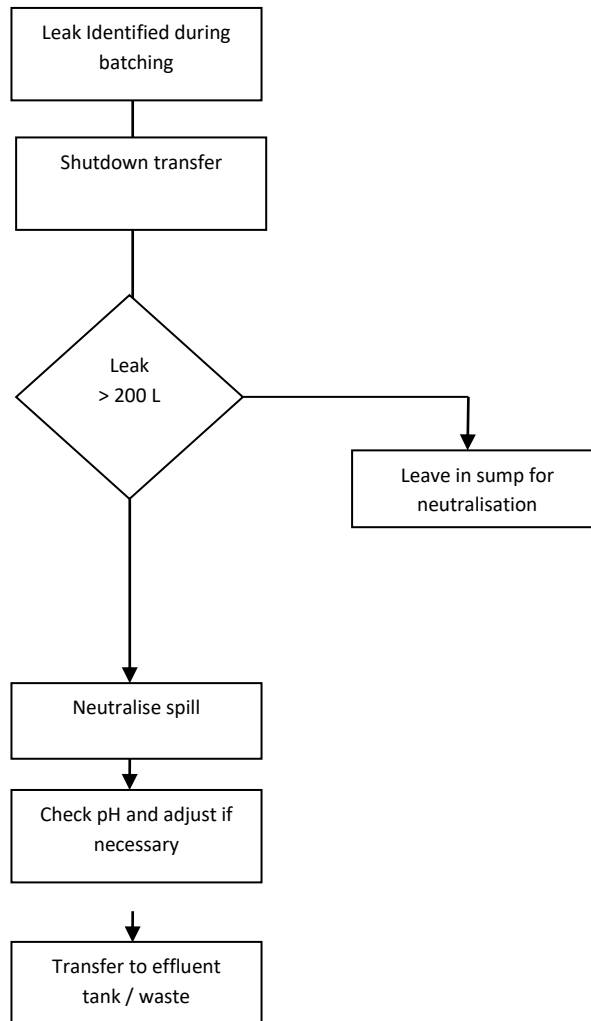 Leak Identified during
batching
Shutdown transfer
Leak
> 200 L
Leave in sump for
neutralisation
Neutralise spill
Check pH and adjust if
necessary
Transfer to effluent
tank / waste